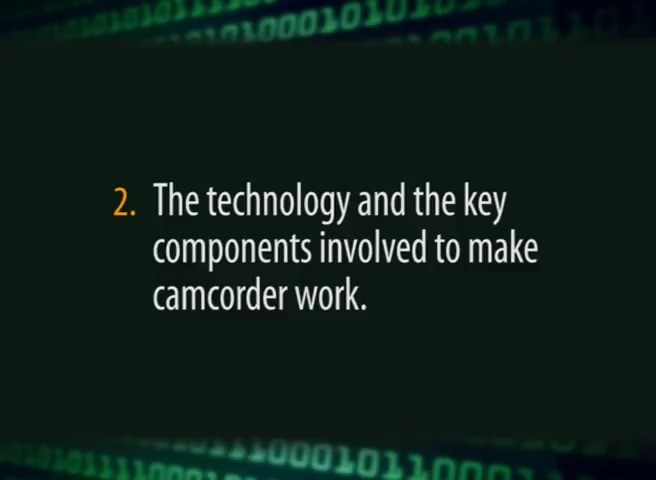 2. The technology and the key
components involved to make
camcorder work.